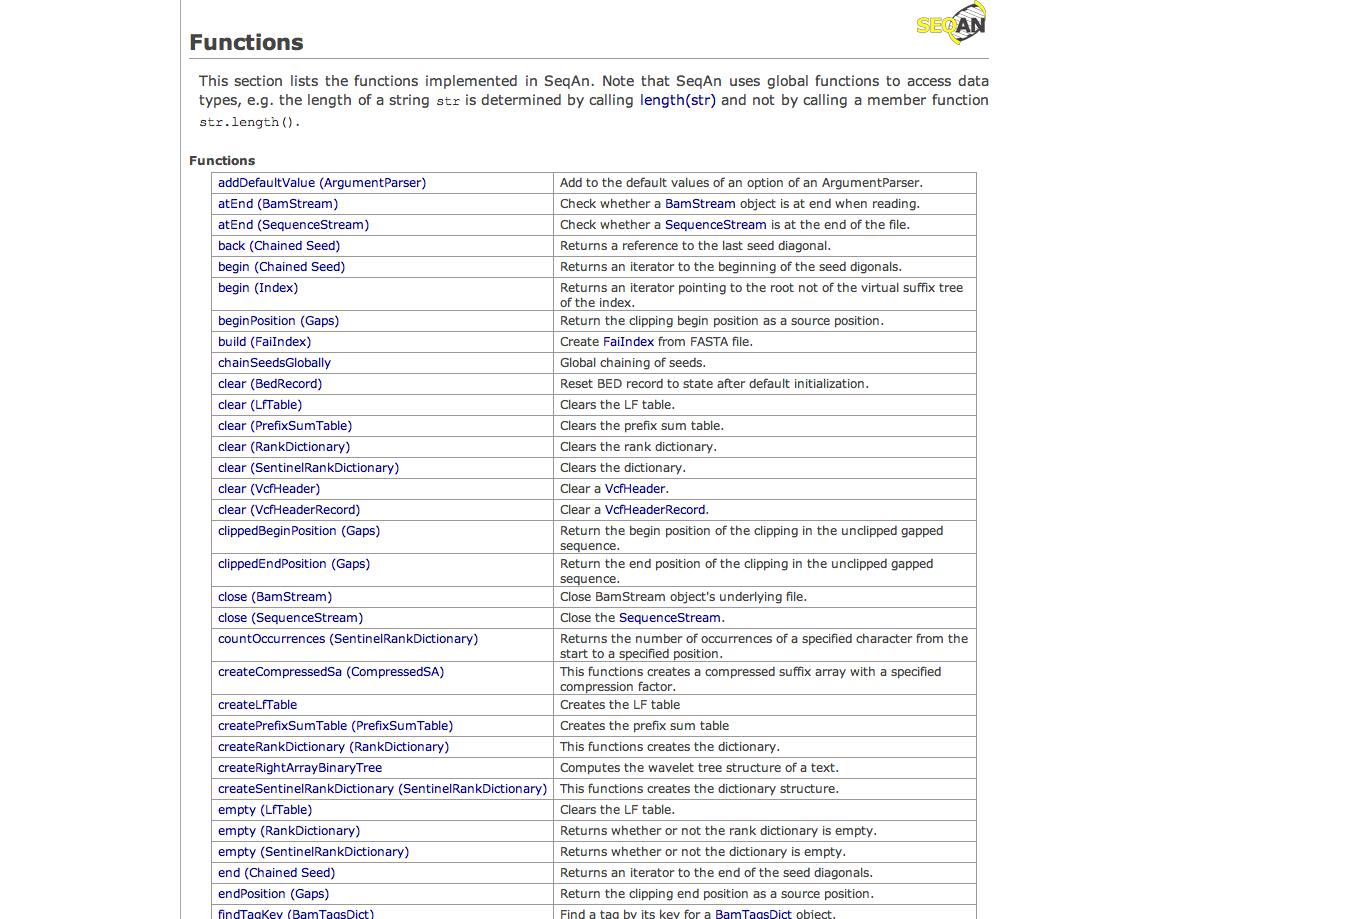 SEQAN
Functions
This section lists the functions implemented in SeqAn. Note that SeqAn uses global functions to access data
types, e.g. the length of a string str is determined by calling length(str) and not by calling a member function
str.length().
Functions
addDefaultValue (ArgumentParser) Add to the default values of an option of an ArgumentParser.
atEnd (BamStream) Check whether a BamStream object is at end when reading.
atEnd (SequenceStream) Check whether a SequenceStream is at the end of the file.
back (Chained Seed) Returns a reference to the last seed diagonal.
begin (Chained Seed) Returns an iterator to the beginning of the seed digonals.
begin (Index) Returns an iterator pointing to the root not of the virtual suffix tree
of the index.
beginPosition (Gaps) Return the clipping begin position as a source position.
build (FaiIndex) Create FaiIndex from FASTA file.
chainSeedsGlobally Global chaining of seeds.
clear (BedRecord) Reset BED record to state after default initialization.
clear (LfTable) Clears the LF table.
clear (PrefixSumTable) Clears the prefix sum table.
clear (RankDictionary) Clears the rank dictionary.
clear (SentinelRankDictionary) Clears the dictionary.
clear (VcfHeader) Clear a VcfHeader.
clear (VcfHeaderRecord) Clear a VcfHeaderRecord.
clippedBeginPosition (Gaps) Return the begin position of the clipping in the unclipped gapped
sequence.
clippedEndPosition (Gaps) Return the end position of the clipping in the unclipped gapped
sequence.
close (BamStream) Close BamStream object's underlying file.
close (SequenceStream) Close the SequenceStream.
countOccurrences (SentinelRankDictionary) Returns the number of occurrences of a specified character from the
start to a specified position.
createCompressedSa (CompressedSA) This functions creates a compressed suffix array with a specified
compression factor.
createLfTable Creates the LF table
createPrefixSumTable (PrefixSumTable) Creates the prefix sum table
createRankDictionary (RankDictionary) This functions creates the dictionary.
createRightArrayBinaryTree Computes the wavelet tree structure of a text.
createSentinelRankDictionary (SentinelRankDictionary) This functions creates the dictionary structure.
empty (LfTable) Clears the LF table.
empty (RankDictionary) Returns whether or not the rank dictionary is empty.
empty (SentinelRankDictionary) Returns whether or not the dictionary is empty.
end (Chained Seed) Returns an iterator to the end of the seed diagonals.
endPosition (Gaps) Return the clipping end position as a source position.
findTagKey (BamTagsDict) Find a tag by its key for a BamTagsDict object.